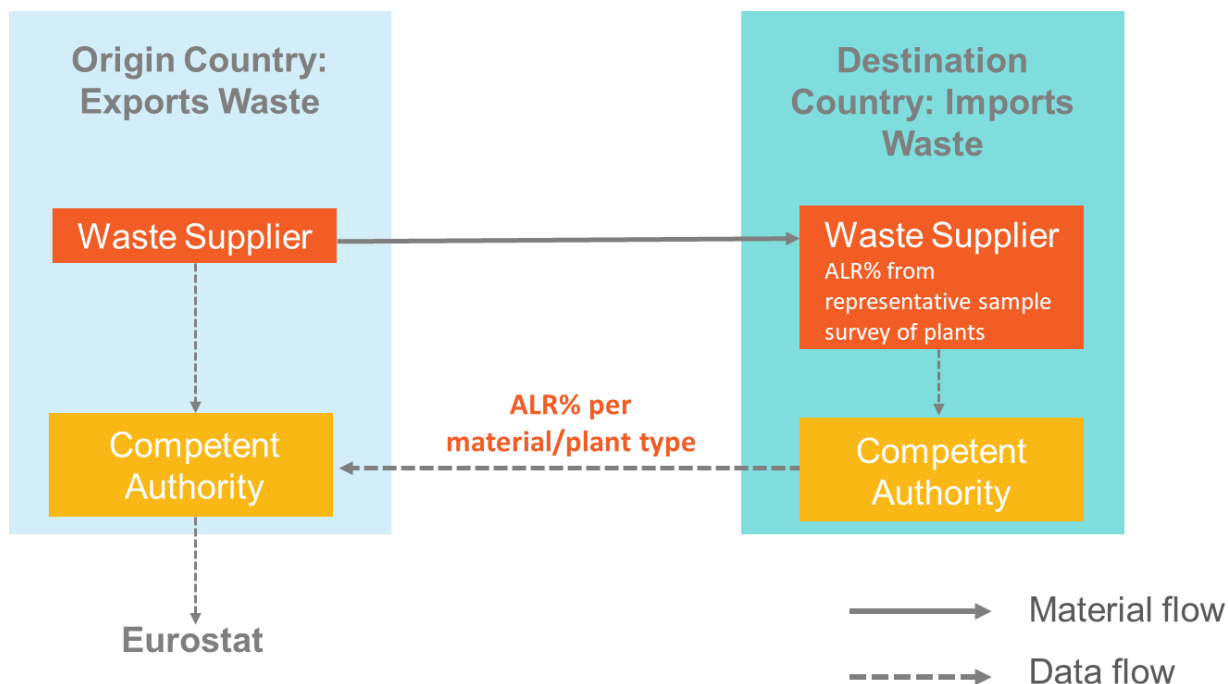 Origin Country:
Exports Waste
Destination
Country: Imports
Waste
Waste Supplier
Waste Supplier
ALR% from
representative sample
survey of plants
ALR% per
material/plant type
Competent
Authority
Competent
Authority
Eurostat
Material flow
Data flow